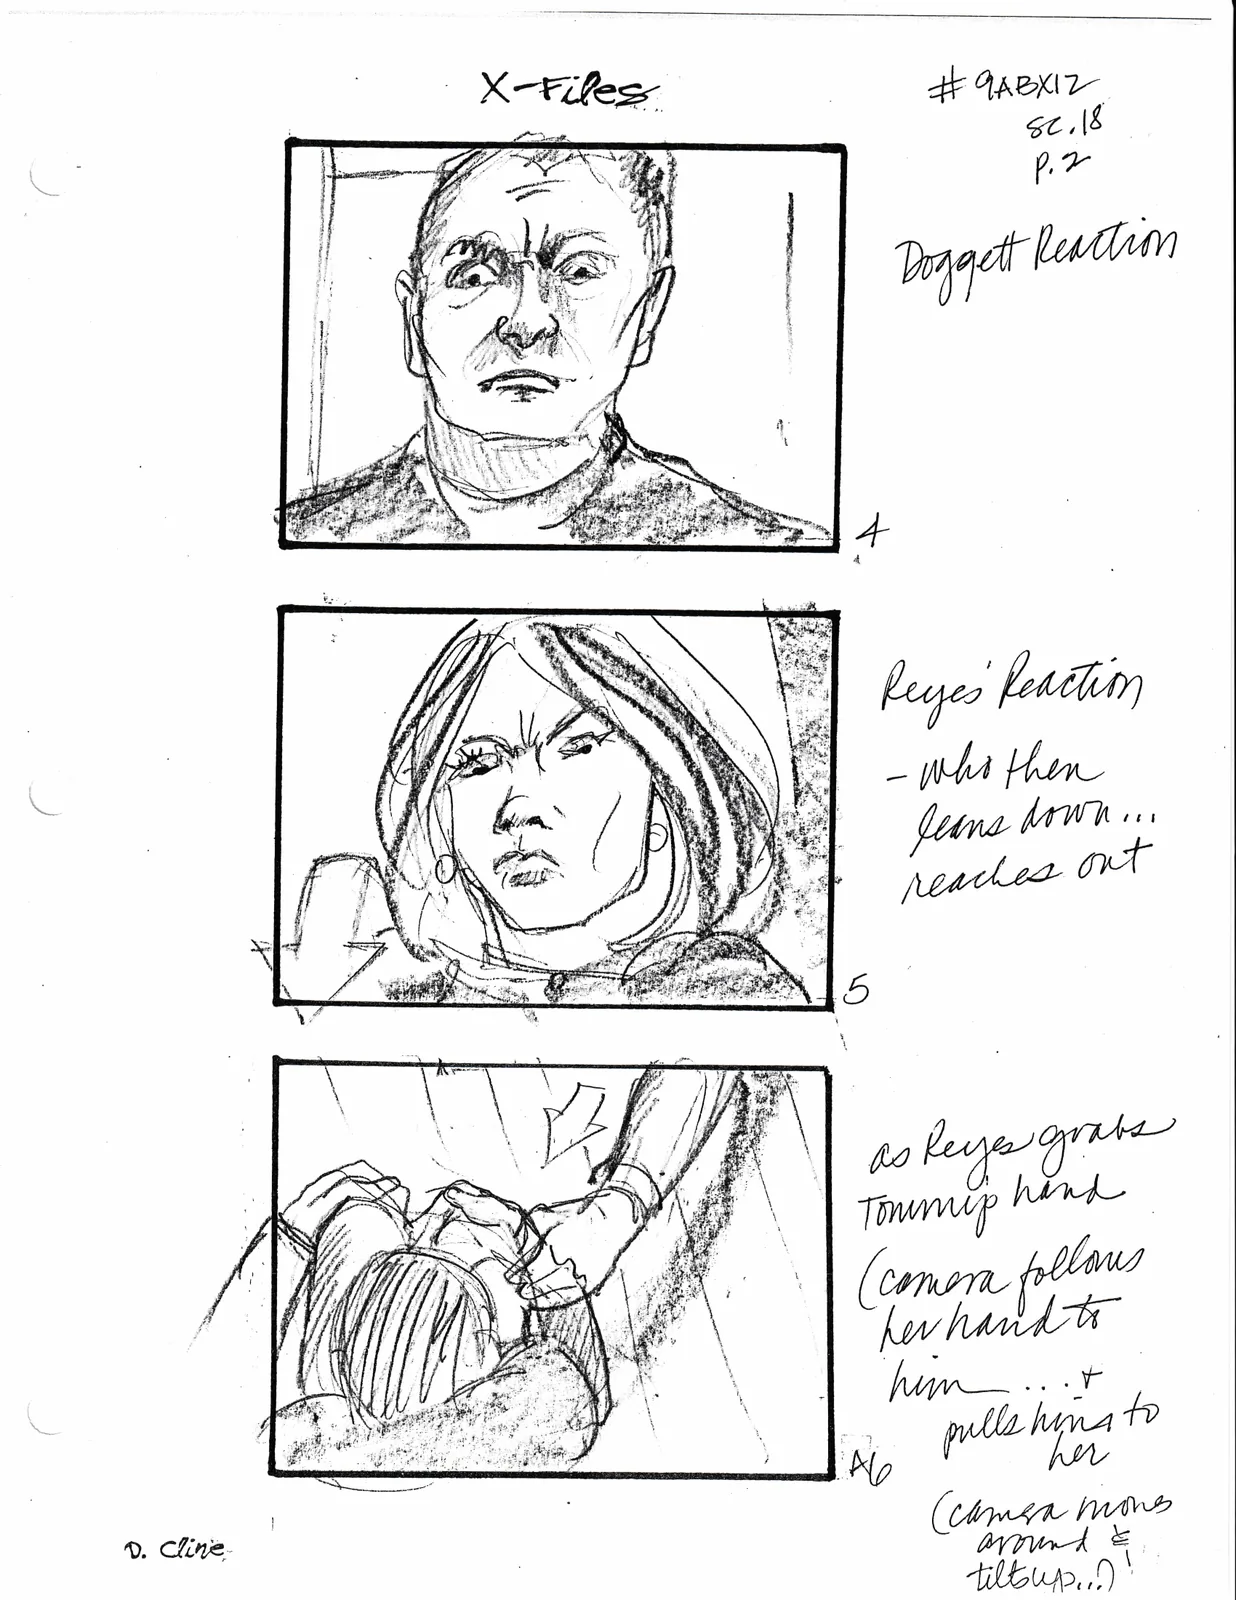 X-Files
# 9ABX12
sc. 18
p. 2
Doggett Reaction
4
Reyes' Reaction
- who then
leans down...
reaches out
5
as Reyes grabs
hand
(camera follows
her hand to
him ... +
pulls him to
her
(camera moves
around &
tilts up...)!
A6
D. Cline